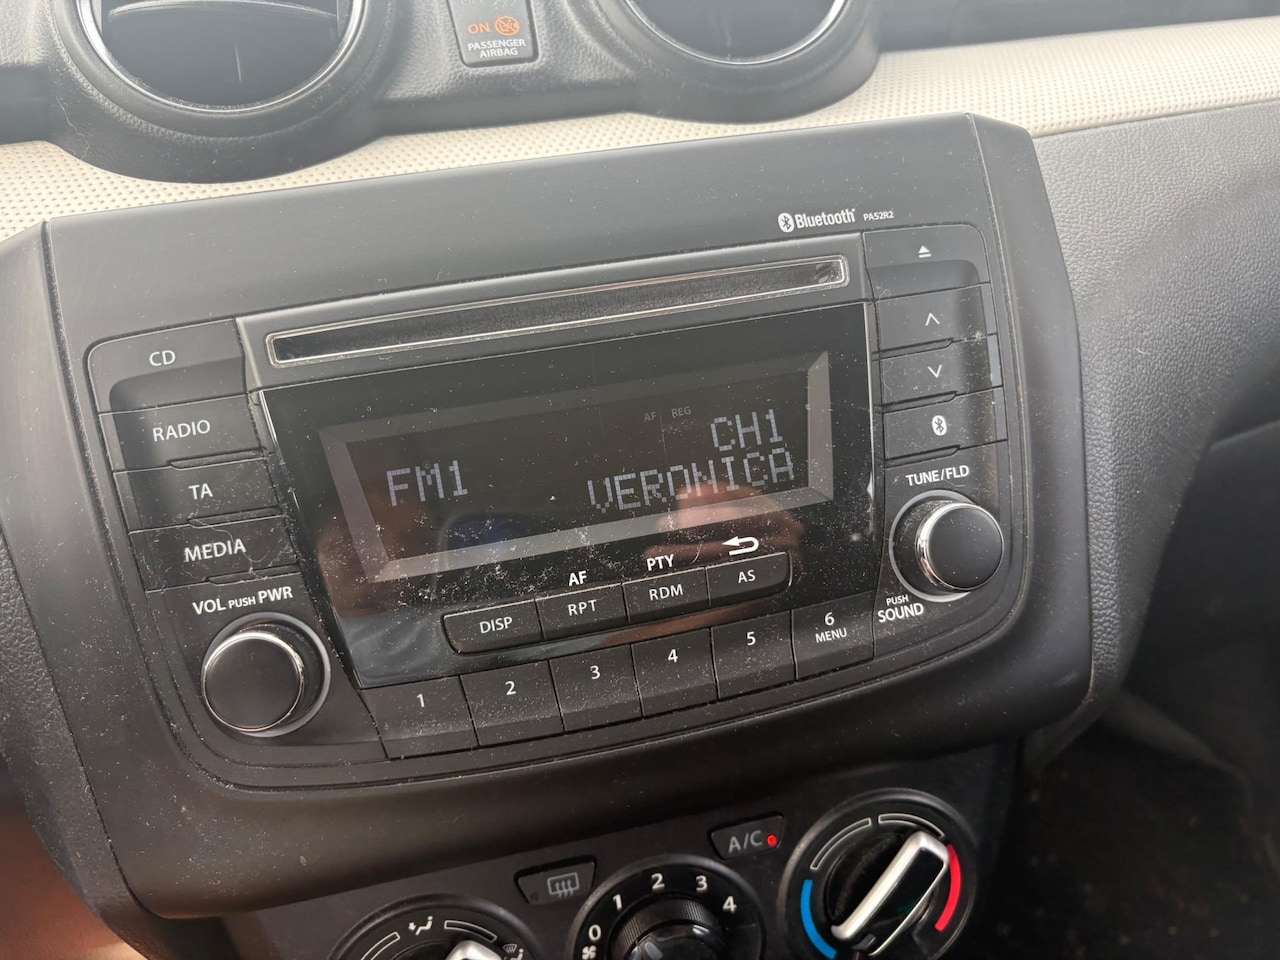 ON
PASSENGER
AIRBAG
Bluetooth PA52R2
CD
RADIO
TA
MEDIA
VOL PUSH PWR
AF REG
CH1
FM1
VERONICA
TUNE/FLD
PUSH
SOUND
AF PTY
DISP RPT RDM AS
1 2 3 4 5 6
MENU
A/C
0 1 2 3 4